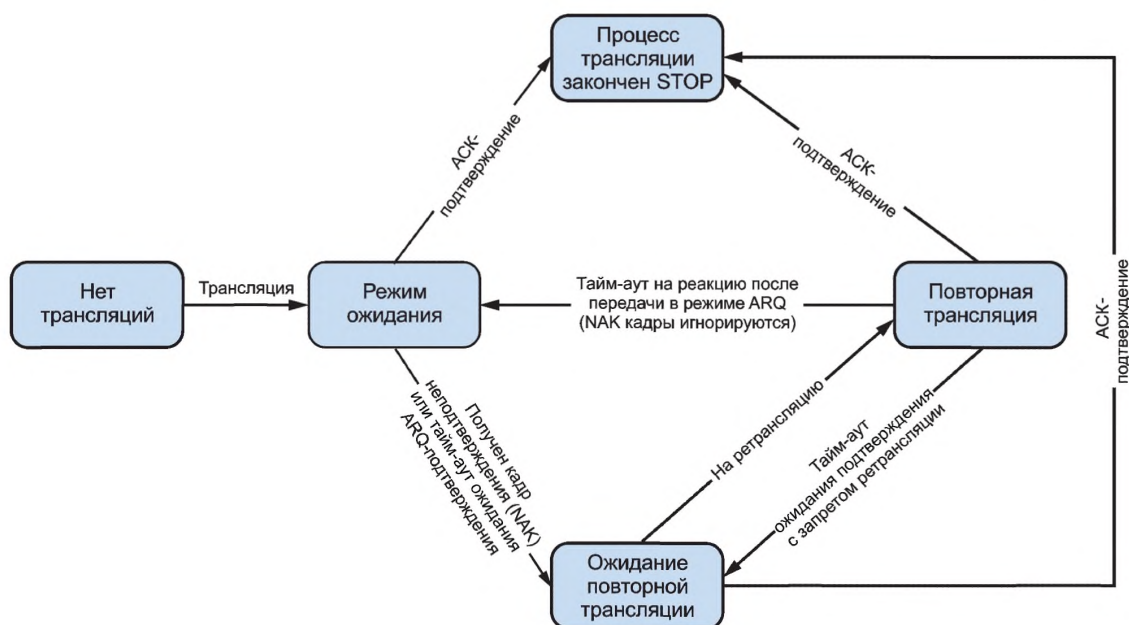 Процесс
трансляции
закончен STOP
АСК-
подтверждение
АСК-
подтверждение
Нет
трансляций
Трансляция
Режим
ожидания
Тайм-аут на реакцию после
передачи в режиме ARQ
(NAK кадры игнорируются)
Повторная
трансляция
АСК-
подтверждение
Получен кадр
неподтверждения (NAK)
или тайм-аут ожидания
ARQ-подтверждения
На ретрансляцию
Тайм-аут
ожидания подтверждения
с запретом ретрансляции
Ожидание
повторной
трансляции